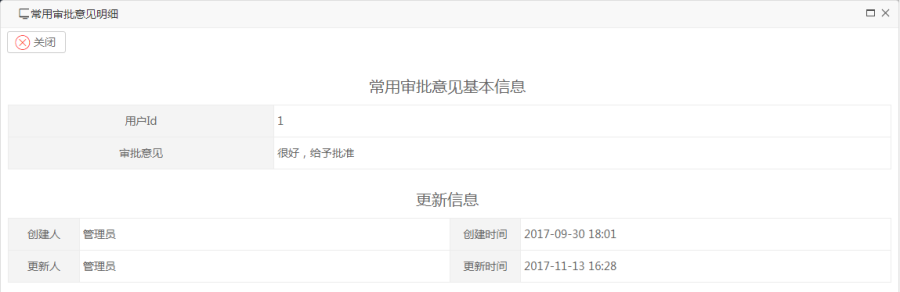 常用审批意见明细
关闭
常用审批意见基本信息
用户Id 1
审批意见 很好，给予批准
更新信息
创建人 管理员 创建时间 2017-09-30 18:01
更新人 管理员 更新时间 2017-11-13 16:28